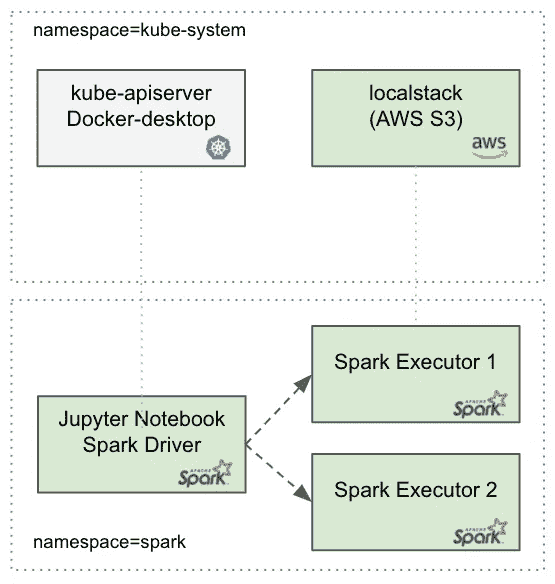 namespace=kube-system
kube-apiserver
Docker-desktop
localstack
(AWS S3)
aws
Spark Executor 1
APACHE
Spark
Jupyter Notebook
Spark Driver
APACHE
Spark
Spark Executor 2
APACHE
Spark
namespace=spark